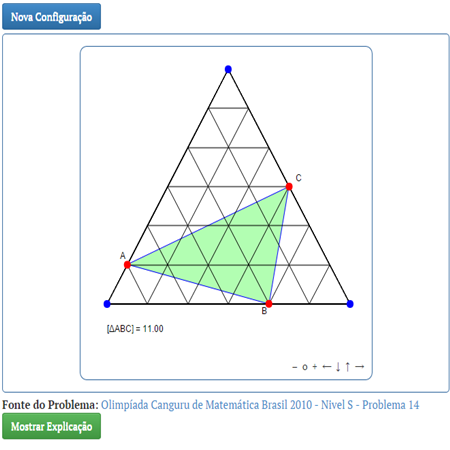 Nova Configuração
C
A
B
[ΔABC] = 11.00
– o + ← ↓ ↑ →
Fonte do Problema: Olimpíada Canguru de Matemática Brasil 2010 - Nivel S - Problema 14
Mostrar Explicação